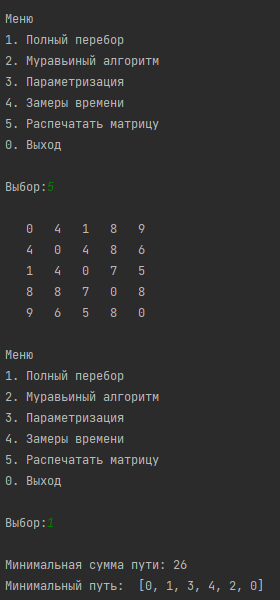 Меню
1. Полный перебор
2. Муравьиный алгоритм
3. Параметризация
4. Замеры времени
5. Распечатать матрицу
0. Выход
Выбор:5
0 4 1 8 9
4 0 4 8 6
1 4 0 7 5
8 8 7 0 8
9 6 5 8 0
Меню
1. Полный перебор
2. Муравьиный алгоритм
3. Параметризация
4. Замеры времени
5. Распечатать матрицу
0. Выход
Выбор:1
Минимальная сумма пути: 26
Минимальный путь: [0, 1, 3, 4, 2, 0]